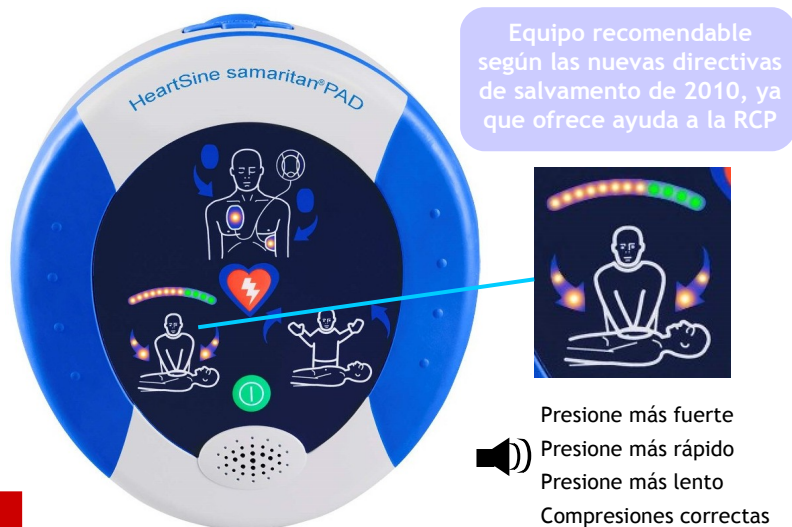 Equipo recomendable
según las nuevas directivas
de salvamento de 2010, ya
que ofrece ayuda a la RCP
HeartSine samaritan®PAD
Presione más fuerte
Presione más rápido
Presione más lento
Compresiones correctas